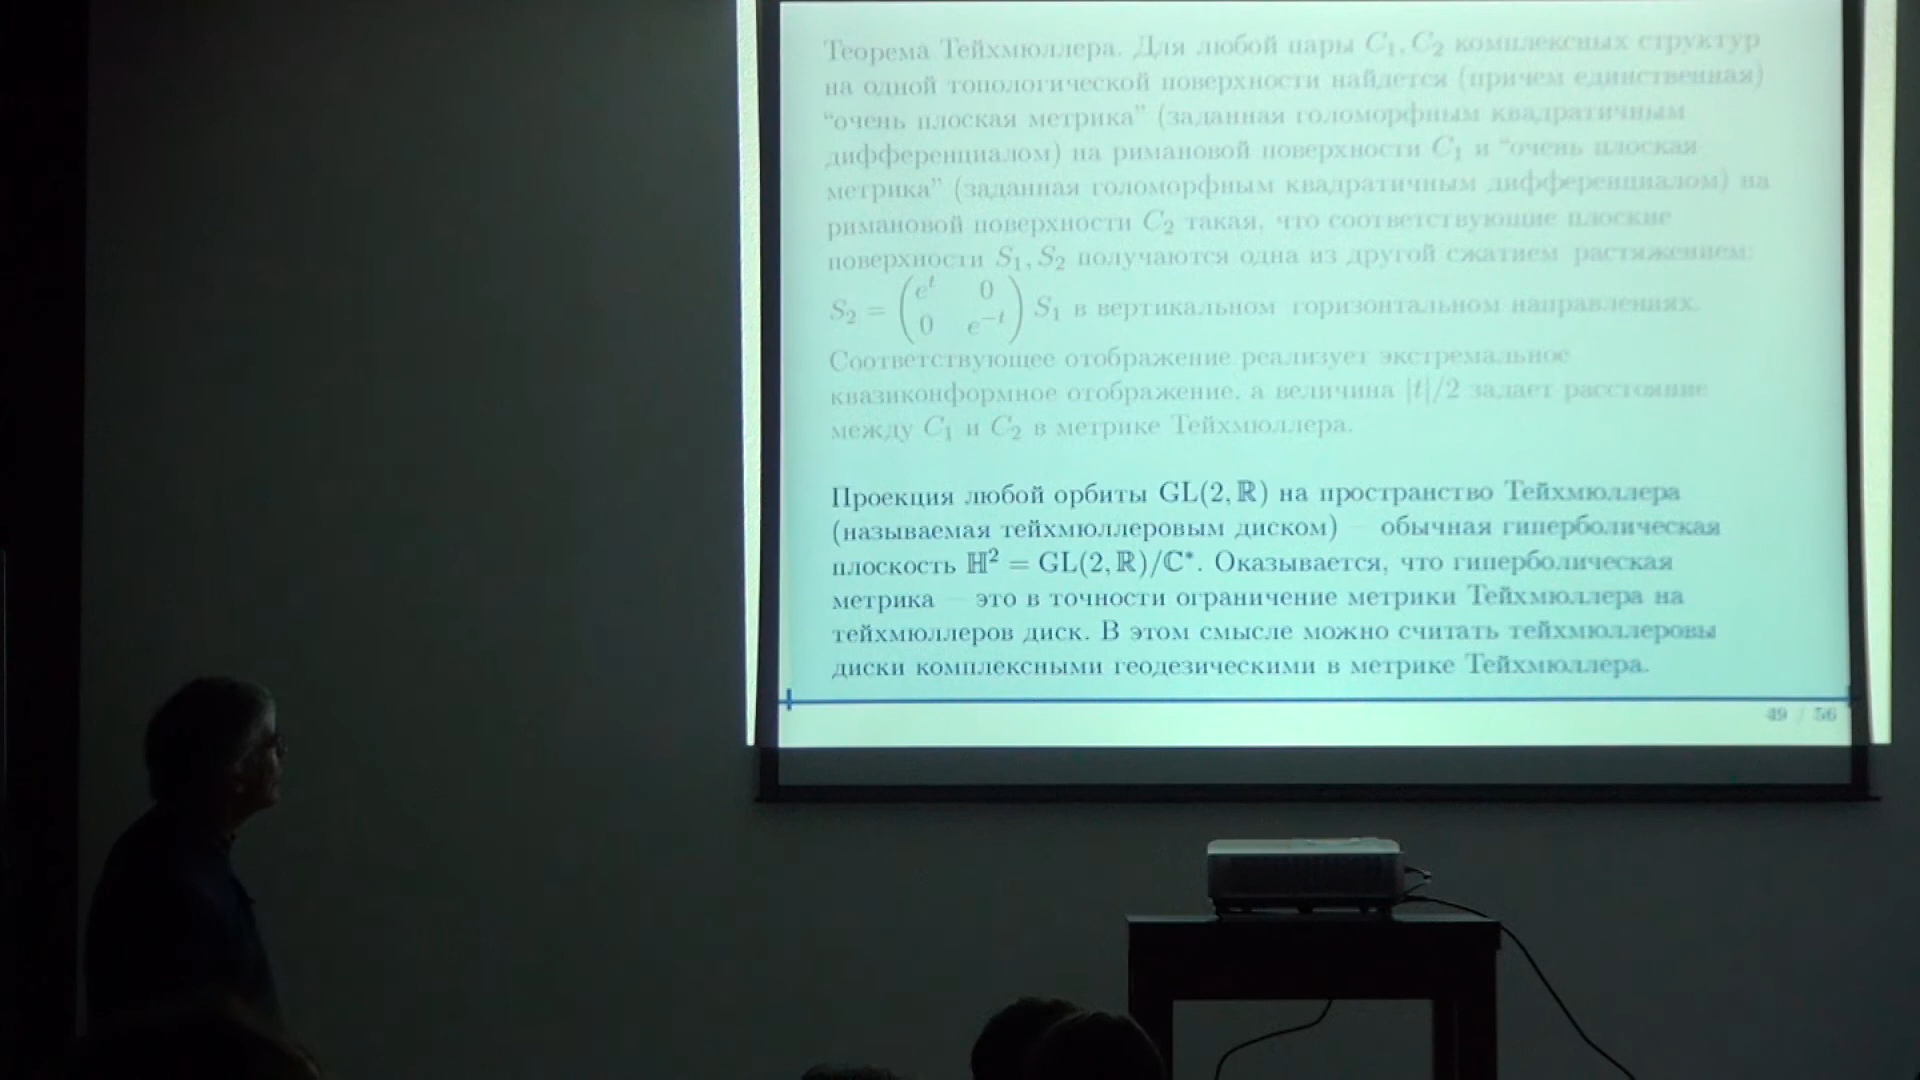 Теорема Тейхмюллера. Для любой пары C₁, C₂ комплексных структур
на одной топологической поверхности найдется (причем единственная)
“очень плоская метрика” (заданная голоморфным квадратичным
дифференциалом) на римановой поверхности C₁ и “очень плоская
метрика” (заданная голоморфным квадратичным дифференциалом) на
римановой поверхности C₂ такая, что соответствующие плоские
поверхности S₁, S₂ получаются одна из другой сжатием растяжением:
S₂ = (eᵗ 0 0 e⁻ᵗ) S₁ в вертикальном горизонтальном направлениях.
Соответствующее отображение реализует экстремальное
квазиконформное отображение, а величина |t|/2 задает расстояние
между C₁ и C₂ в метрике Тейхмюллера.
Проекция любой орбиты GL(2, ℝ) на пространство Тейхмюллера
(называемая тейхмюллеровым диском) — обычная гиперболическая
плоскость ℍ² = GL(2, ℝ)/ℂ*. Оказывается, что гиперболическая
метрика — это в точности ограничение метрики Тейхмюллера на
тейхмюллеров диск. В этом смысле можно считать тейхмюллеровы
диски комплексными геодезическими в метрике Тейхмюллера.
49 / 56